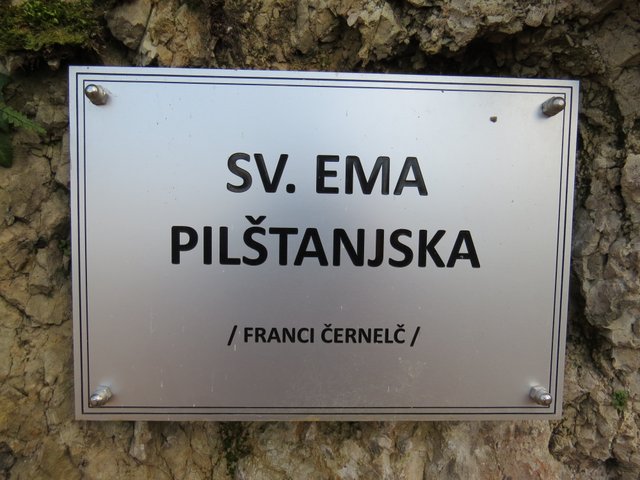 SV. EMA
PILŠTANJSKA
/ FRANCI ČERNELČ /